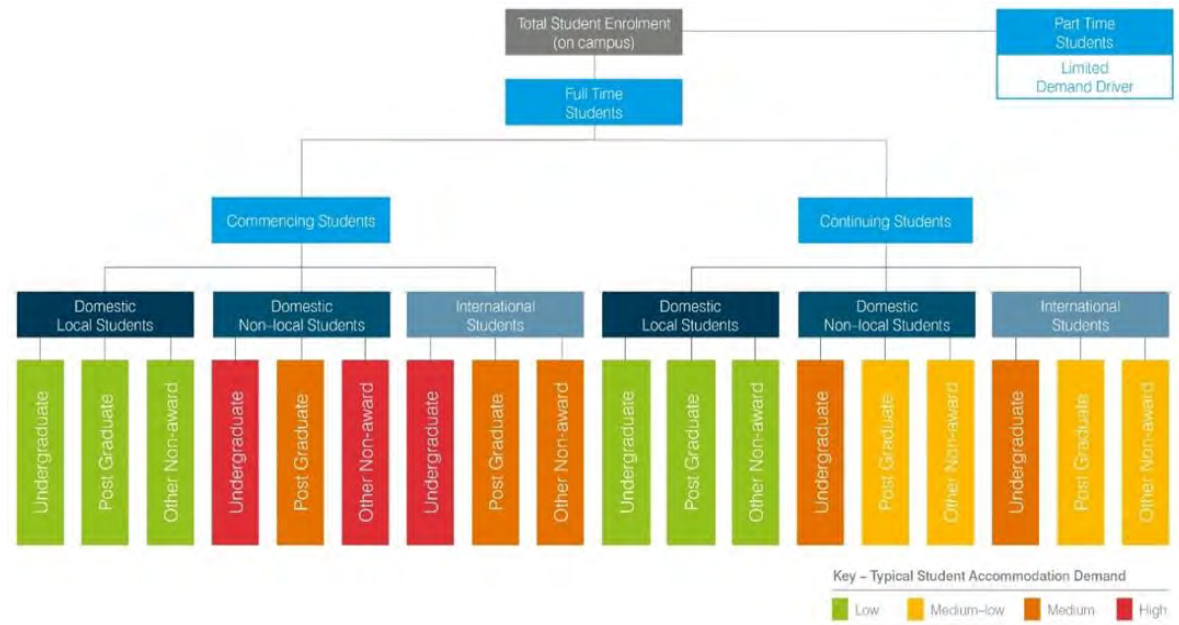 Total Student Enrolment
(on campus)
Part Time
Students
Limited
Demand Driver
Full Time
Students
Commencing Students
Continuing Students
Domestic
Local Students
Domestic
Non–local Students
International
Students
Domestic
Local Students
Domestic
Non–local Students
International
Students
Undergraduate
Post Graduate
Other Non-award
Undergraduate
Post Graduate
Other Non-award
Undergraduate
Post Graduate
Other Non-award
Undergraduate
Post Graduate
Other Non-award
Undergraduate
Post Graduate
Other Non-award
Undergraduate
Post Graduate
Other Non-award
Key – Typical Student Accommodation Demand
Low
Medium–low
Medium
High